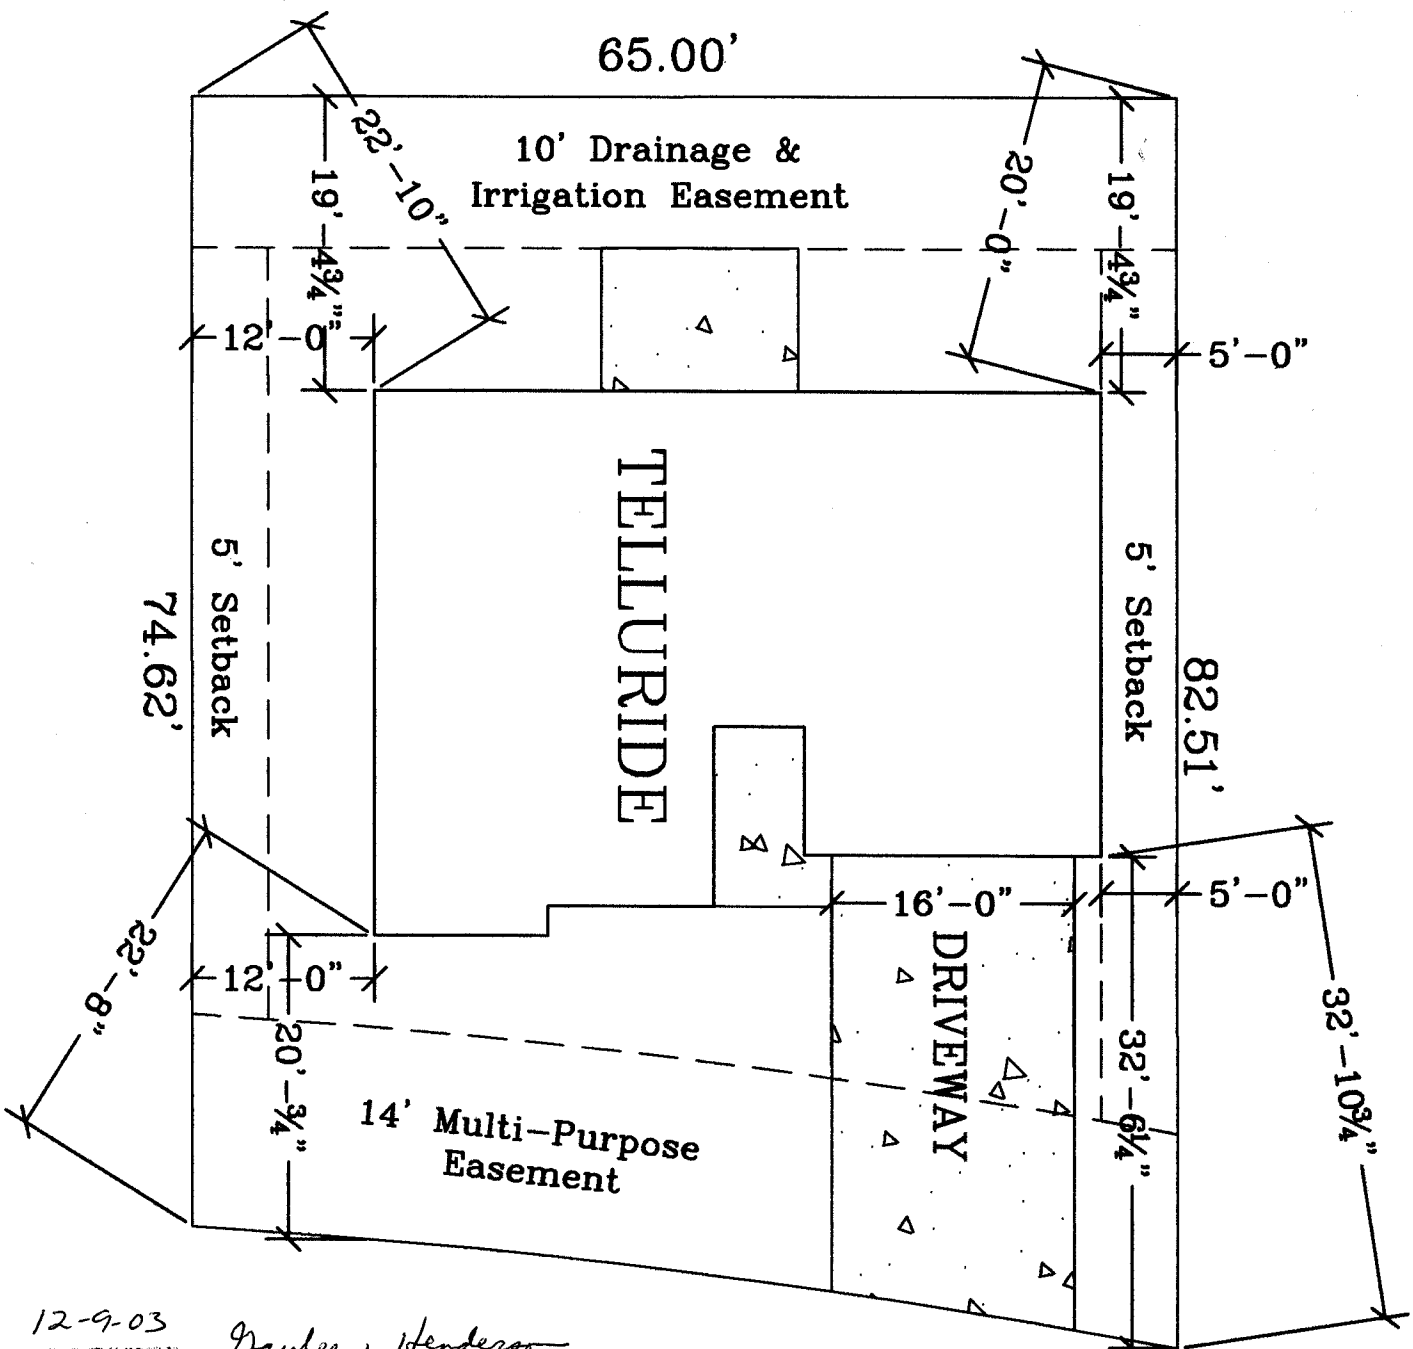 65.00'
22'-10"
20'-0"
10' Drainage &
Irrigation Easement
19'-4¾"
19'-4¾"
12'-0"
5'-0"
TELLURIDE
5' Setback
5' Setback
74.62'
82.51'
16'-0"
5'-0"
22'-8"
12'-0"
DRIVEWAY
32'-10¾"
20'-¾"
32'-6¼"
14' Multi-Purpose
Easement
12-9-03
Henderson